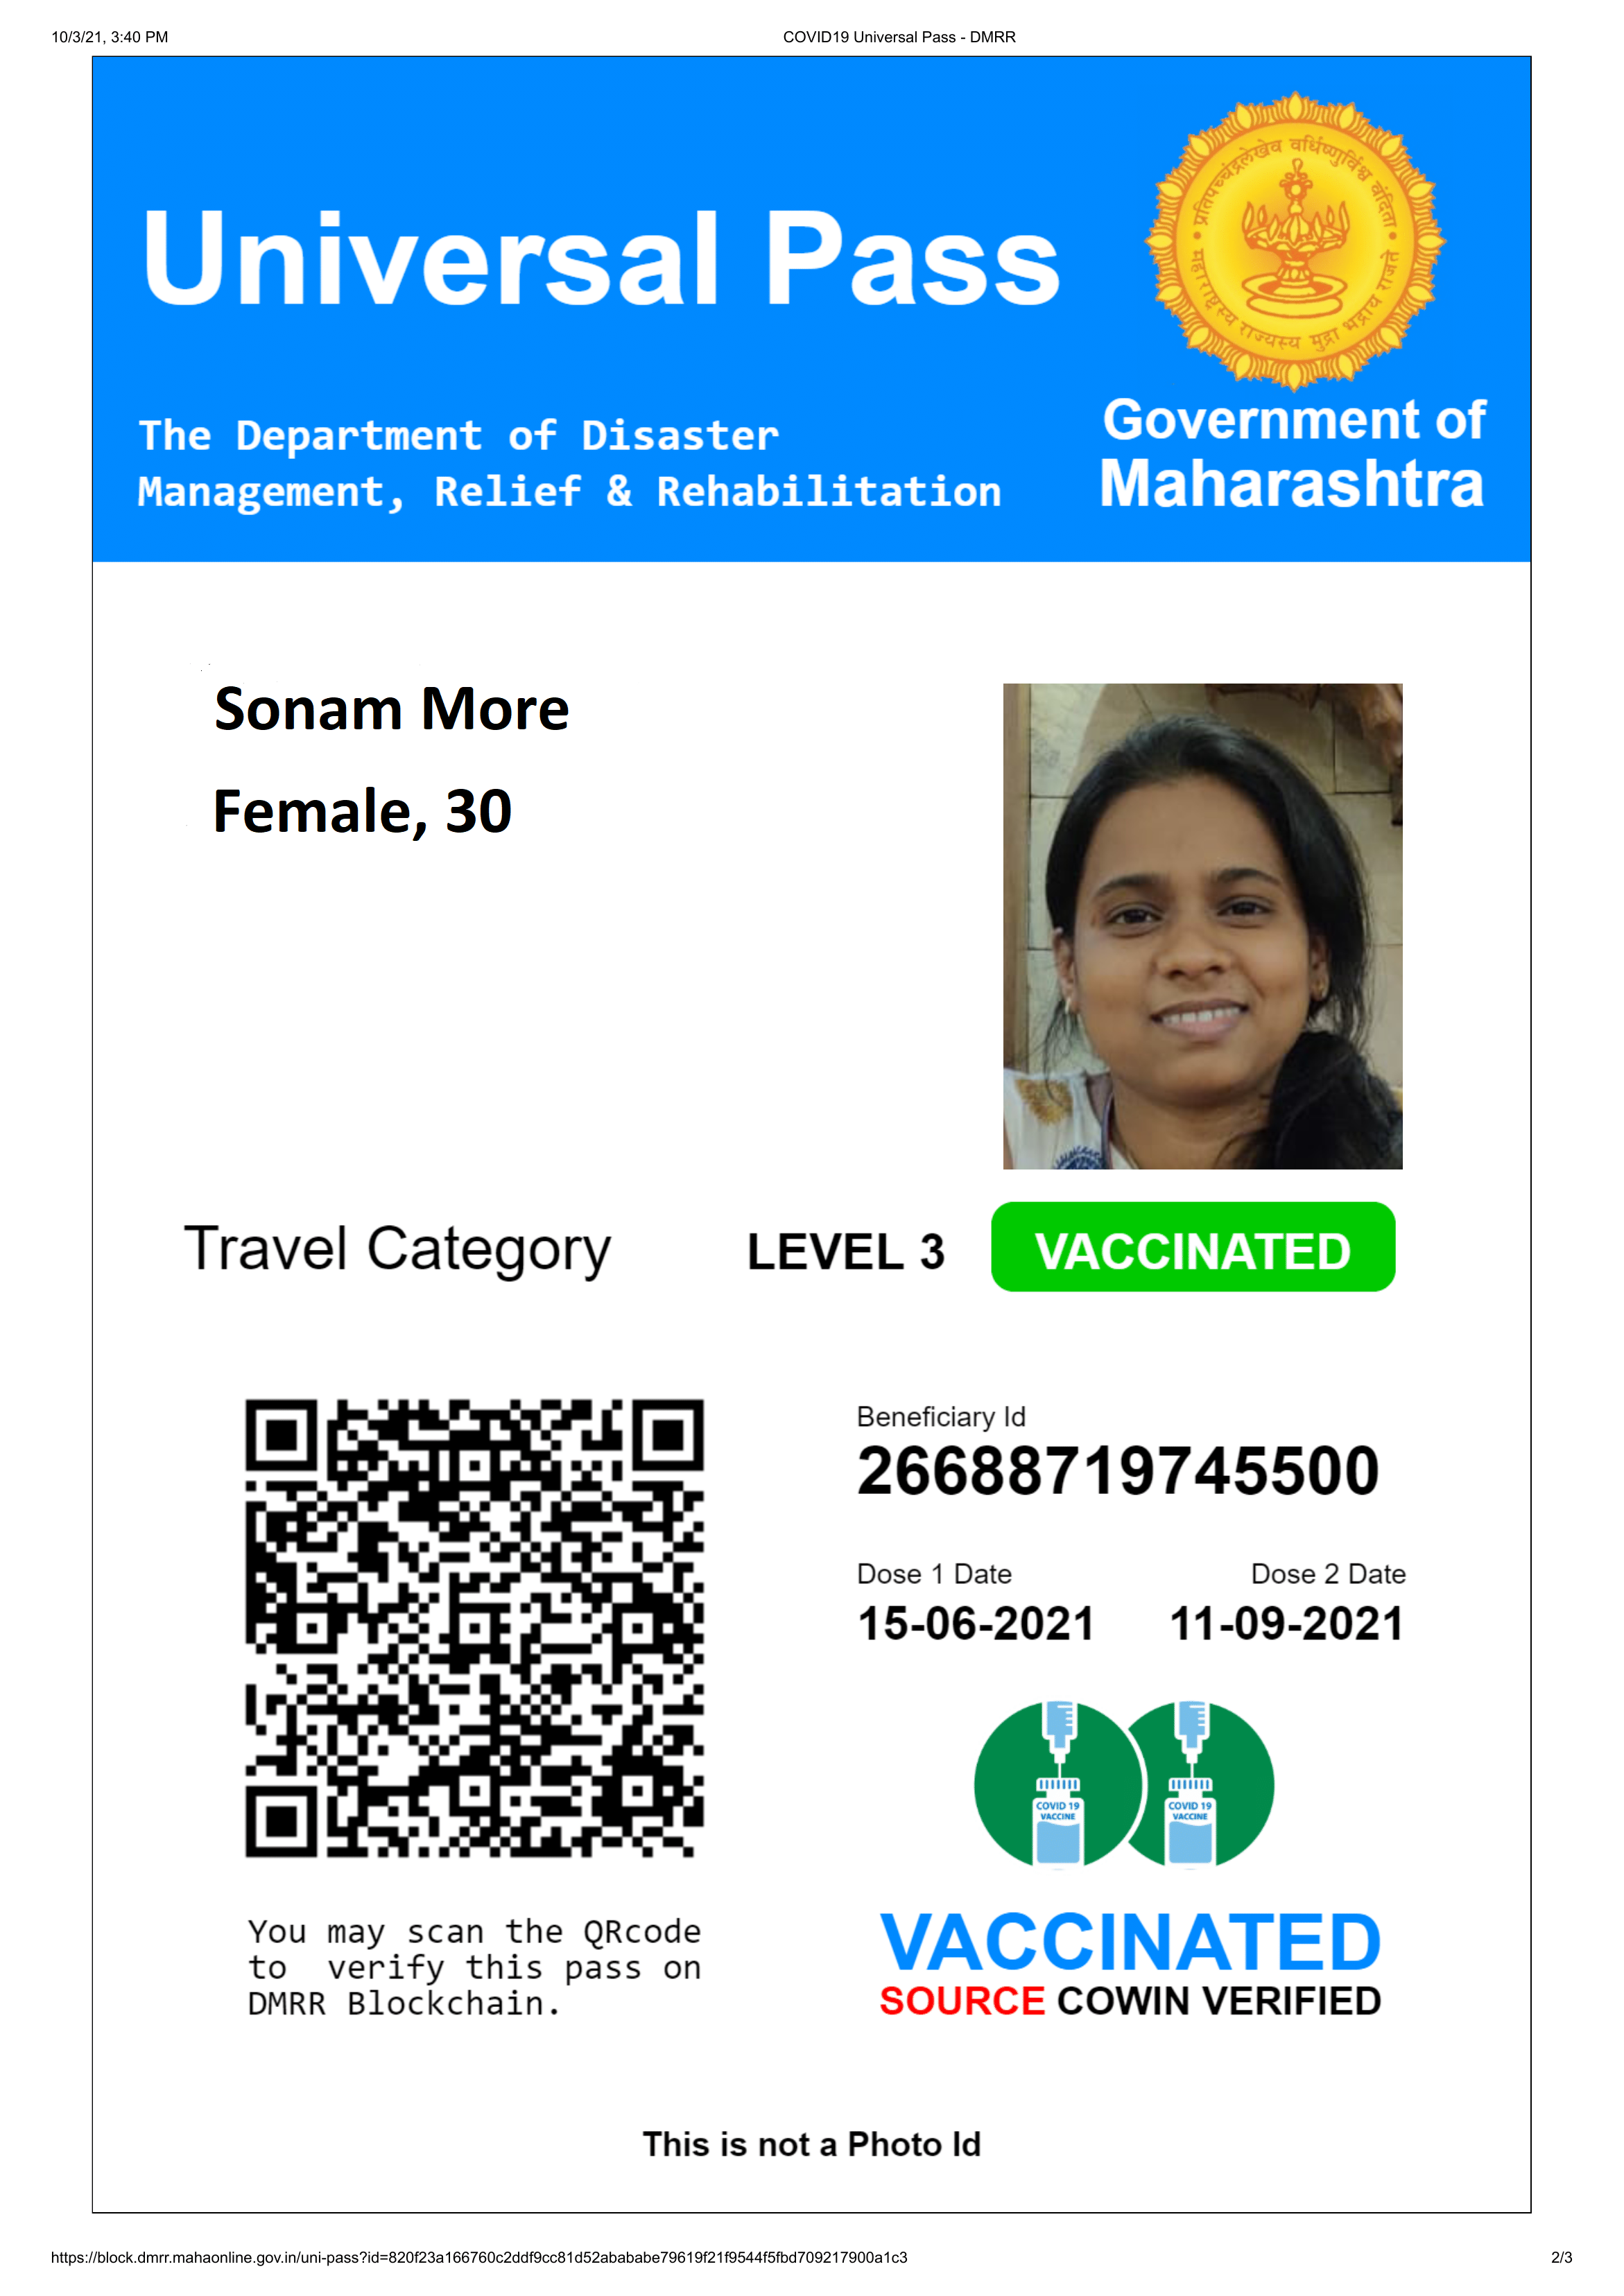 10/3/21, 3:40 PM
COVID19 Universal Pass - DMRR
Universal Pass
प्रतिपच्चंद्रलेखेव वर्धिष्णुर्विश्व वंदिता
महाराष्ट्रस्य राज्यस्य मुद्रा भद्राय राजते
The Department of Disaster
Management, Relief & Rehabilitation
Government of
Maharashtra
Sonam More
Female, 30
Travel Category
LEVEL 3
VACCINATED
Beneficiary Id
26688719745500
Dose 1 Date
Dose 2 Date
15-06-2021
11-09-2021
COVID 19
VACCINE
COVID 19
VACCINE
You may scan the QRcode
to verify this pass on
DMRR Blockchain.
VACCINATED
SOURCE COWIN VERIFIED
This is not a Photo Id
https://block.dmrr.mahaonline.gov.in/uni-pass?id=820f23a166760c2ddf9cc81d52abababe79619f21f9544f5fbd709217900a1c3
2/3